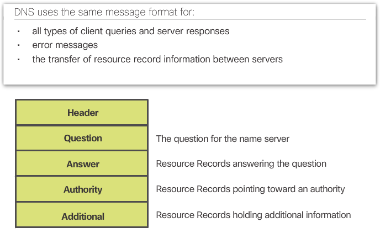 DNS uses the same message format for:
• all types of client queries and server responses
• error messages
• the transfer of resource record information between servers
Header
Question The question for the name server
Answer Resource Records answering the question
Authority Resource Records pointing toward an authority
Additional Resource Records holding additional information